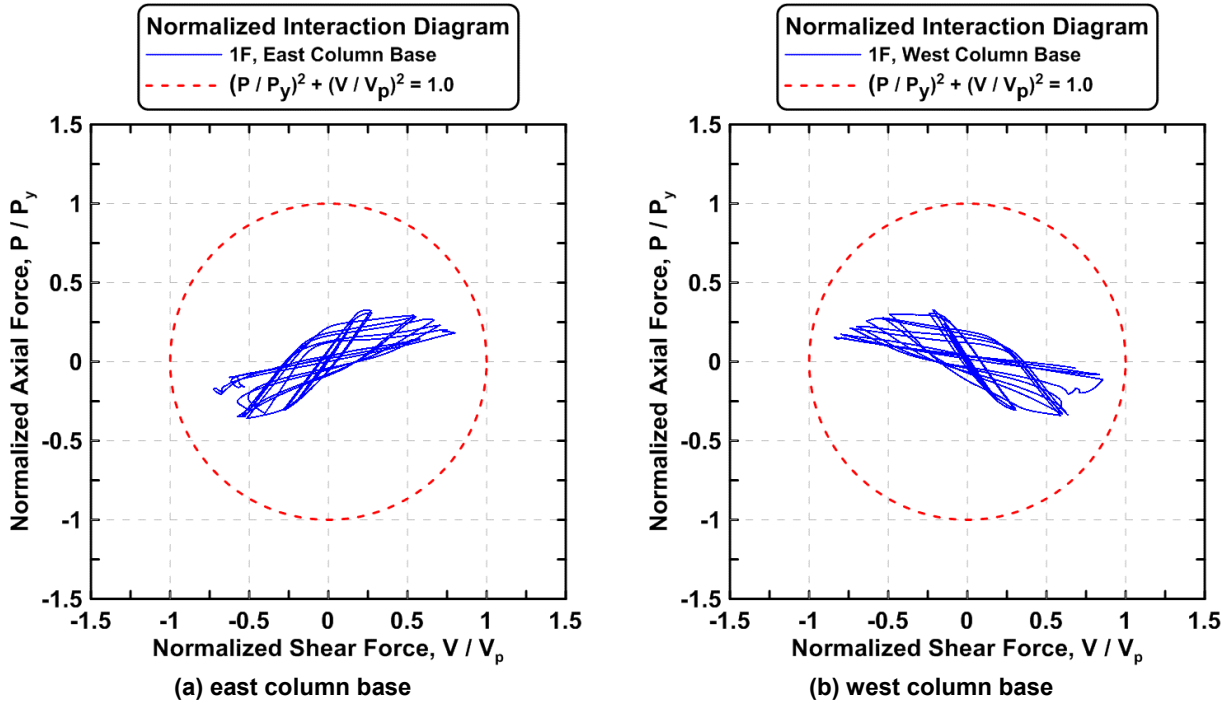 Normalized Interaction Diagram
1F, East Column Base
(P / Py)² + (V / Vp)² = 1.0
Normalized Axial Force, P / Py
1.5
1
0.5
0
-0.5
-1
-1.5
-1.5 -1 -0.5 0 0.5 1 1.5
Normalized Shear Force, V / Vp
(a) east column base
Normalized Interaction Diagram
1F, West Column Base
(P / Py)² + (V / Vp)² = 1.0
Normalized Axial Force, P / Py
1.5
1
0.5
0
-0.5
-1
-1.5
-1.5 -1 -0.5 0 0.5 1 1.5
Normalized Shear Force, V / Vp
(b) west column base